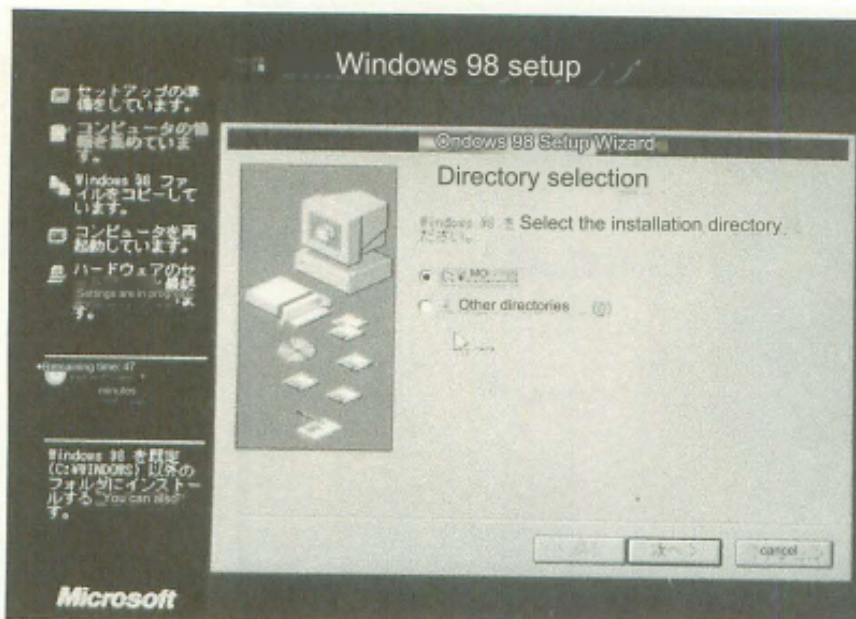 Windows 98 setup
セットアップの準
備をしています。
コンピュータの情
報を集めていま
す。
Windows 98 ファ
イルをコピーして
います。
コンピュータを再
起動しています。
ハードウェアのセ
最終
Settings are in progress
す。
Remaining time: 47
minutes
Windows 98 を既定
(C:¥WINDOWS) 以外の
フォルダにインストー
ルする "You can also"
す。
Microsoft
Ondows 98 Setup Wizard
Directory selection
Windows 98 を Select the installation directory.
ださい。
Other directories (O)
次へ >
cancel